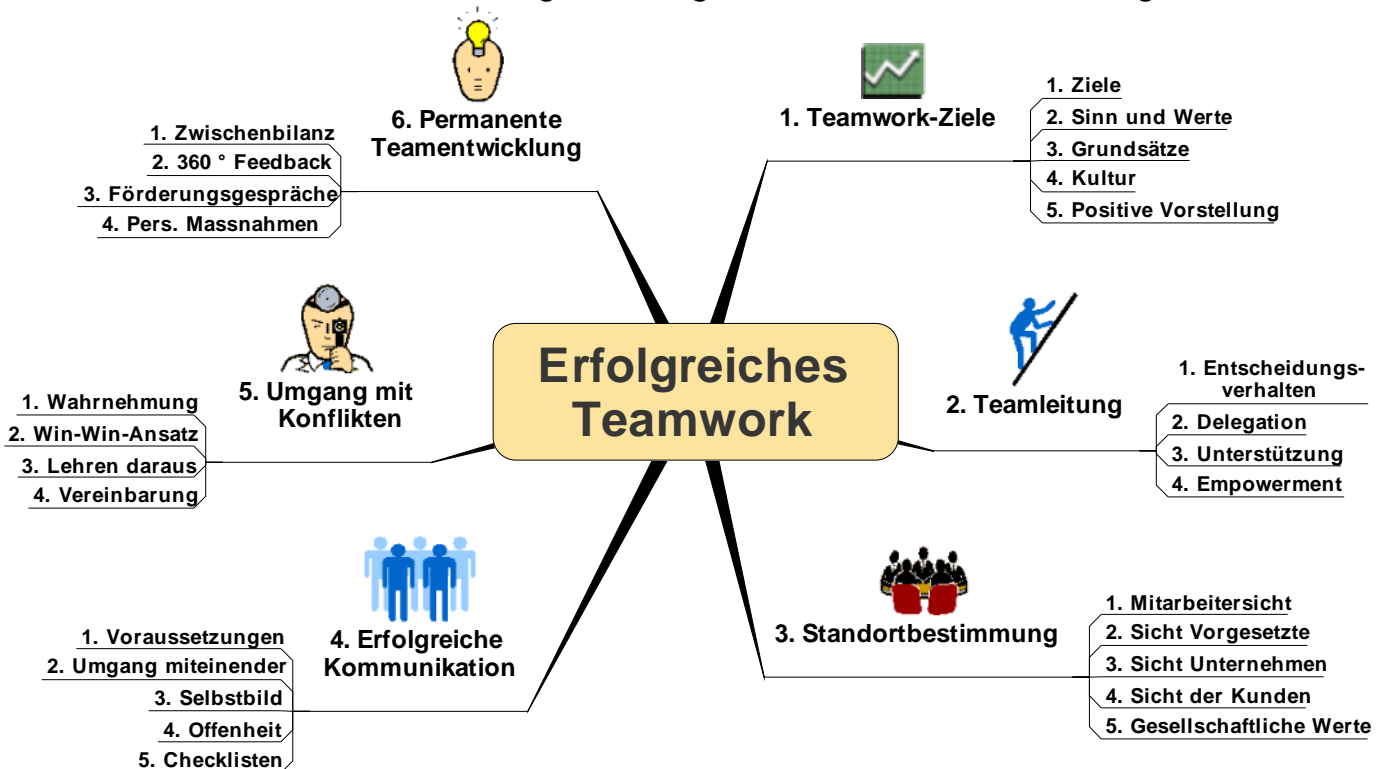 Erfolgreiches
Teamwork
1. Teamwork-Ziele
1. Ziele
2. Sinn und Werte
3. Grundsätze
4. Kultur
5. Positive Vorstellung
2. Teamleitung
1. Entscheidungs-
verhalten
2. Delegation
3. Unterstützung
4. Empowerment
3. Standortbestimmung
1. Mitarbeitersicht
2. Sicht Vorgesetzte
3. Sicht Unternehmen
4. Sicht der Kunden
5. Gesellschaftliche Werte
4. Erfolgreiche
Kommunikation
1. Voraussetzungen
2. Umgang miteinender
3. Selbstbild
4. Offenheit
5. Checklisten
5. Umgang mit
Konflikten
1. Wahrnehmung
2. Win-Win-Ansatz
3. Lehren daraus
4. Vereinbarung
6. Permanente
Teamentwicklung
1. Zwischenbilanz
2. 360 ° Feedback
3. Förderungsgespräche
4. Pers. Massnahmen